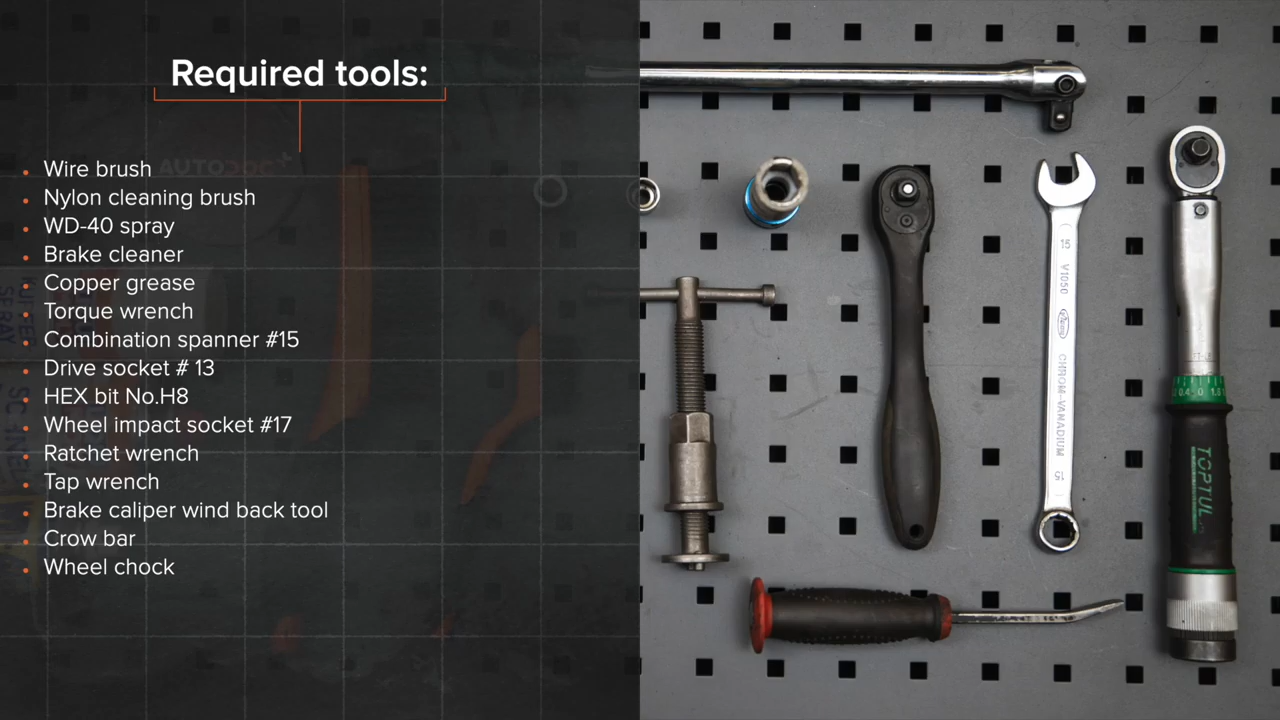 Required tools:
AUTODOC
Wire brush
Nylon cleaning brush
WD-40 spray
Brake cleaner
Copper grease
Torque wrench
Combination spanner #15
Drive socket # 13
HEX bit No.H8
Wheel impact socket #17
Ratchet wrench
Tap wrench
Brake caliper wind back tool
Crow bar
Wheel chock
15 V1050
CHROM-VANADIUM 15
TOPTUL